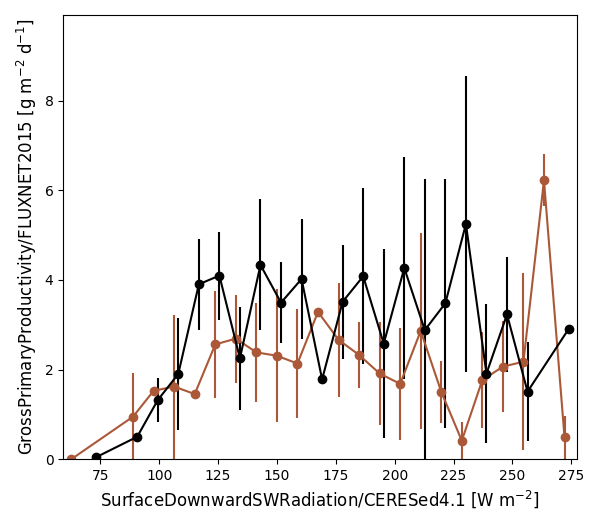 GrossPrimaryProductivity/FLUXNET2015 [g m⁻² d⁻¹]
8
6
4
2
0
75 100 125 150 175 200 225 250 275
SurfaceDownwardSWRadiation/CERESed4.1 [W m⁻²]